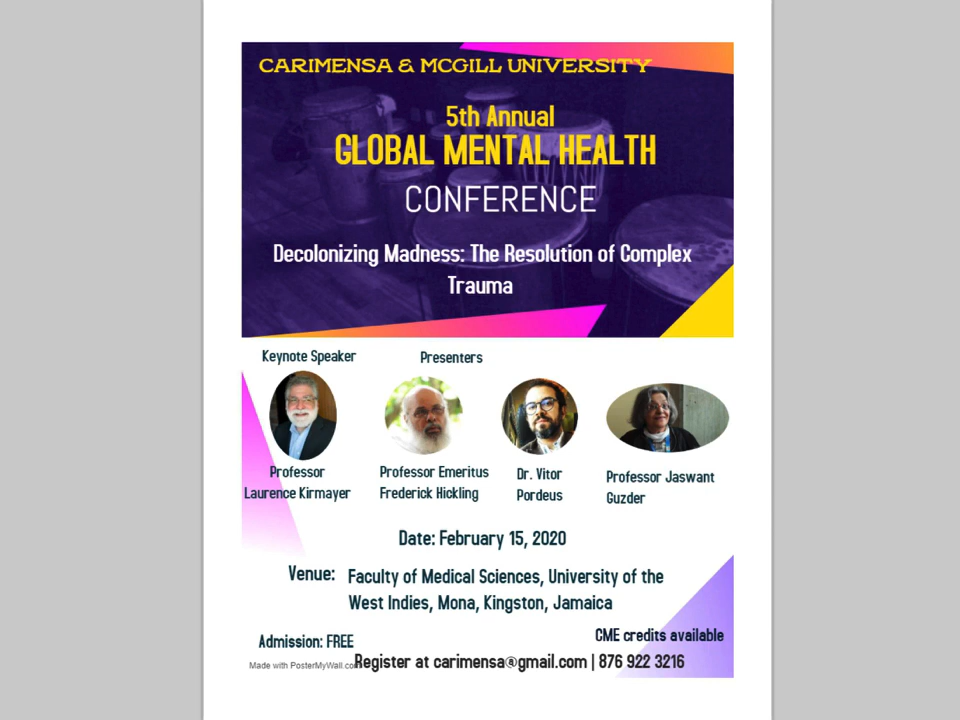 CARIMENSA & MCGILL UNIVERSITY
5th Annual
GLOBAL MENTAL HEALTH
CONFERENCE
Decolonizing Madness: The Resolution of Complex
Trauma
Keynote Speaker
Presenters
Professor
Laurence Kirmayer
Professor Emeritus
Frederick Hickling
Dr. Vitor
Pordeus
Professor Jaswant
Guzder
Date: February 15, 2020
Venue: Faculty of Medical Sciences, University of the
West Indies, Mona, Kingston, Jamaica
CME credits available
Admission: FREE
Register at carimensa@gmail.com | 876 922 3216
Made with PosterMyWall.com